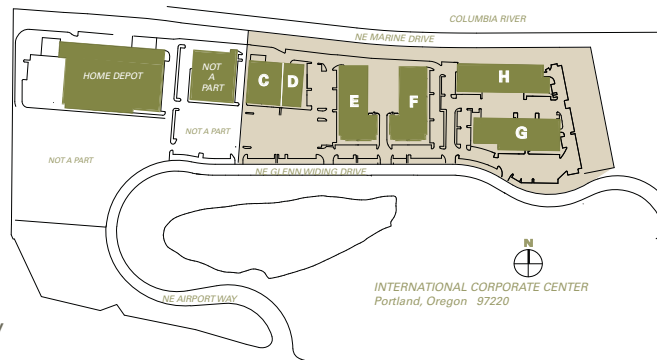 COLUMBIA RIVER
NE MARINE DRIVE
HOME DEPOT
NOT
A
PART
C
D
E
F
H
G
NOT A PART
NOT A PART
NE GLENN WIDING DRIVE
N
INTERNATIONAL CORPORATE CENTER
Portland, Oregon 97220
NE AIRPORT WAY